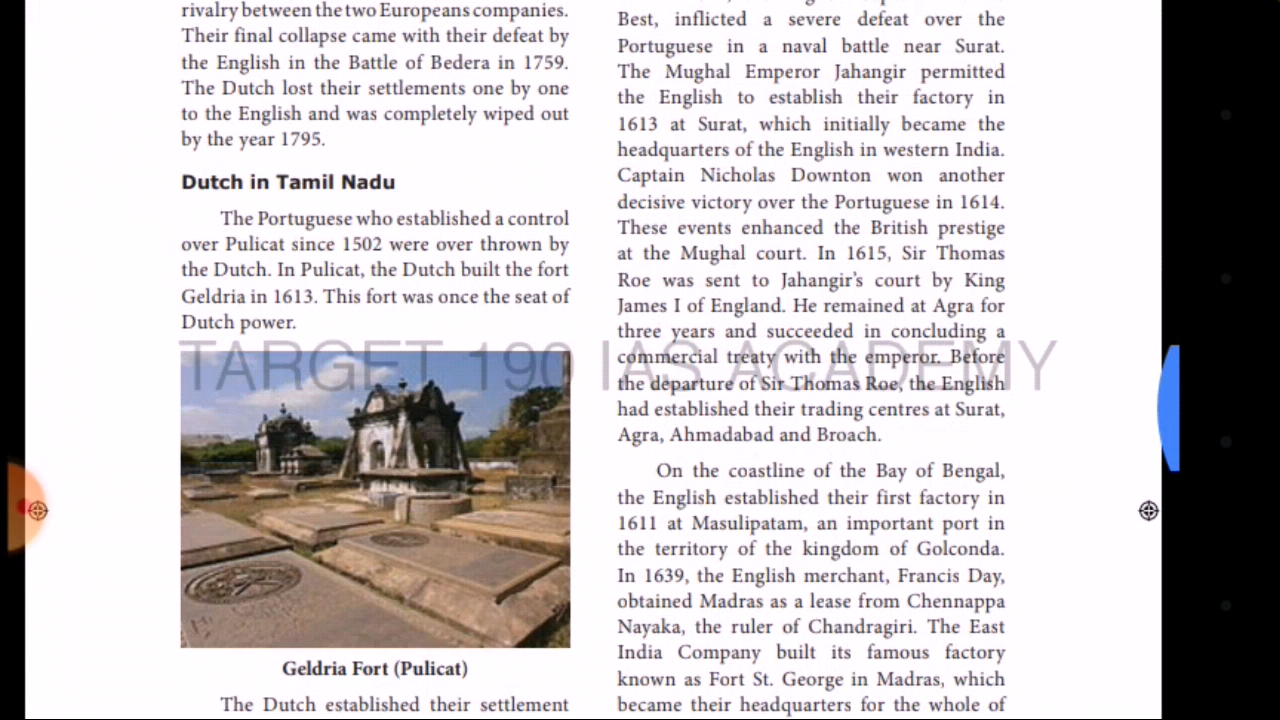 rivalry between the two Europeans companies.
Their final collapse came with their defeat by
the English in the Battle of Bedera in 1759.
The Dutch lost their settlements one by one
to the English and was completely wiped out
by the year 1795.
Dutch in Tamil Nadu
The Portuguese who established a control
over Pulicat since 1502 were over thrown by
the Dutch. In Pulicat, the Dutch built the fort
Geldria in 1613. This fort was once the seat of
Dutch power.
Geldria Fort (Pulicat)
The Dutch established their settlement
Best, inflicted a severe defeat over the
Portuguese in a naval battle near Surat.
The Mughal Emperor Jahangir permitted
the English to establish their factory in
1613 at Surat, which initially became the
headquarters of the English in western India.
Captain Nicholas Downton won another
decisive victory over the Portuguese in 1614.
These events enhanced the British prestige
at the Mughal court. In 1615, Sir Thomas
Roe was sent to Jahangir's court by King
James I of England. He remained at Agra for
three years and succeeded in concluding a
commercial treaty with the emperor. Before
the departure of Sir Thomas Roe, the English
had established their trading centres at Surat,
Agra, Ahmadabad and Broach.
On the coastline of the Bay of Bengal,
the English established their first factory in
1611 at Masulipatam, an important port in
the territory of the kingdom of Golconda.
In 1639, the English merchant, Francis Day,
obtained Madras as a lease from Chennappa
Nayaka, the ruler of Chandragiri. The East
India Company built its famous factory
known as Fort St. George in Madras, which
became their headquarters for the whole of
TARGET 190 IAS ACADEMY